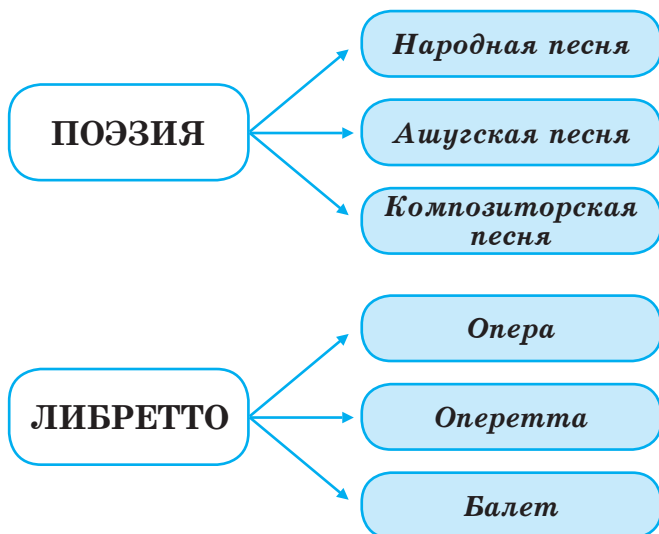 ПОЭЗИЯ
Народная песня
Ашугская песня
Композиторская
песня
ЛИБРЕТТО
Опера
Оперетта
Балет